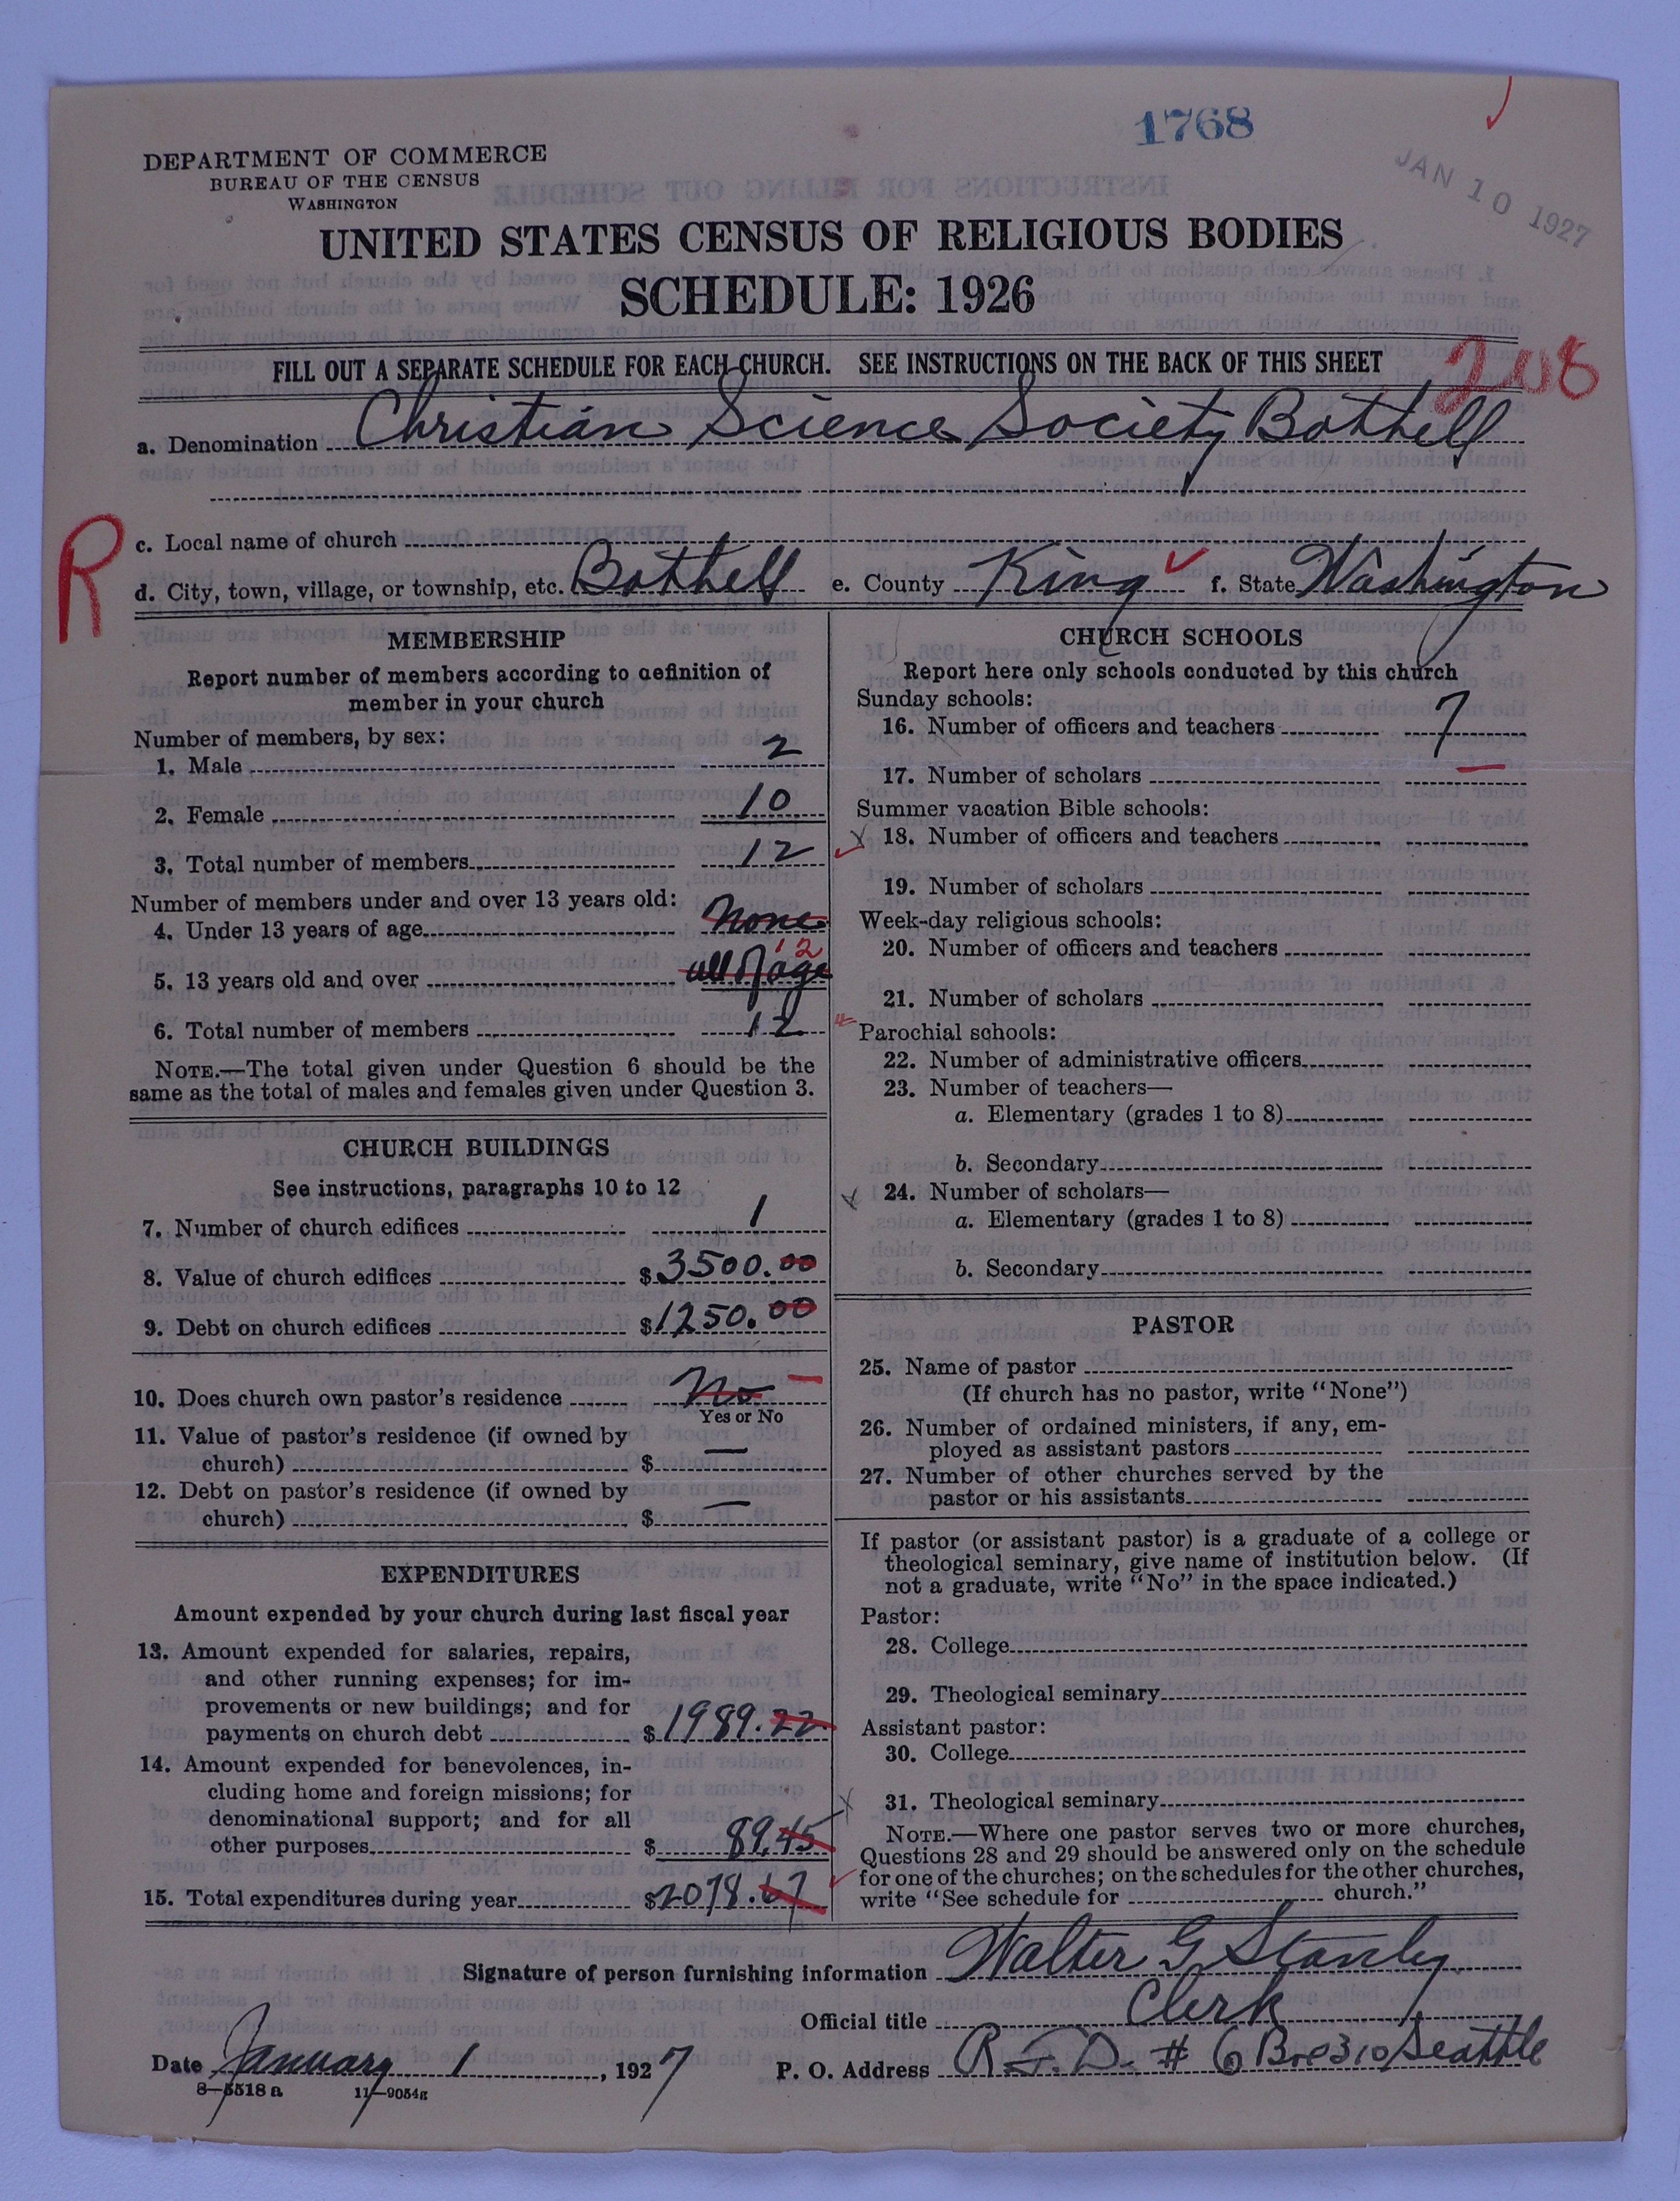 1768
JAN 10 1927
DEPARTMENT OF COMMERCE
BUREAU OF THE CENSUS
WASHINGTON
UNITED STATES CENSUS OF RELIGIOUS BODIES
SCHEDULE: 1926
FILL OUT A SEPARATE SCHEDULE FOR EACH CHURCH. SEE INSTRUCTIONS ON THE BACK OF THIS SHEET
208
a. Denomination Christian Science Society Bothell
R
c. Local name of church
d. City, town, village, or township, etc. Bothell e. County King f. State Washington
MEMBERSHIP
Report number of members according to definition of
member in your church
Number of members, by sex:
1. Male 2
2. Female 10
3. Total number of members 12
Number of members under and over 13 years old:
4. Under 13 years of age None
5. 13 years old and over all of age 12
6. Total number of members 12
NOTE.—The total given under Question 6 should be the
same as the total of males and females given under Question 3.
CHURCH BUILDINGS
See instructions, paragraphs 10 to 12
7. Number of church edifices 1
8. Value of church edifices $3500.00
9. Debt on church edifices $1250.00
10. Does church own pastor's residence No
Yes or No
11. Value of pastor's residence (if owned by
church) $ —
12. Debt on pastor's residence (if owned by
church) $ —
EXPENDITURES
Amount expended by your church during last fiscal year
13. Amount expended for salaries, repairs,
and other running expenses; for im-
provements or new buildings; and for
payments on church debt $1989.22
14. Amount expended for benevolences, in-
cluding home and foreign missions; for
denominational support; and for all
other purposes $ 89.45
15. Total expenditures during year $2078.67
CHURCH SCHOOLS
Report here only schools conducted by this church
Sunday schools:
16. Number of officers and teachers 7
17. Number of scholars —
Summer vacation Bible schools:
18. Number of officers and teachers
19. Number of scholars
Week-day religious schools:
20. Number of officers and teachers
21. Number of scholars
Parochial schools:
22. Number of administrative officers
23. Number of teachers—
a. Elementary (grades 1 to 8)
b. Secondary
24. Number of scholars—
a. Elementary (grades 1 to 8)
b. Secondary
PASTOR
25. Name of pastor
(If church has no pastor, write "None")
26. Number of ordained ministers, if any, em-
ployed as assistant pastors
27. Number of other churches served by the
pastor or his assistants
If pastor (or assistant pastor) is a graduate of a college or
theological seminary, give name of institution below. (If
not a graduate, write "No" in the space indicated.)
Pastor:
28. College
29. Theological seminary
Assistant pastor:
30. College
31. Theological seminary
NOTE.—Where one pastor serves two or more churches,
Questions 28 and 29 should be answered only on the schedule
for one of the churches; on the schedules for the other churches,
write "See schedule for church."
Signature of person furnishing information Walter G. Stanley
Official title Clerk
Date January 1, 1927 P. O. Address R.F.D. # 6 Box 310 Seattle
8—5518 a 11—9054a